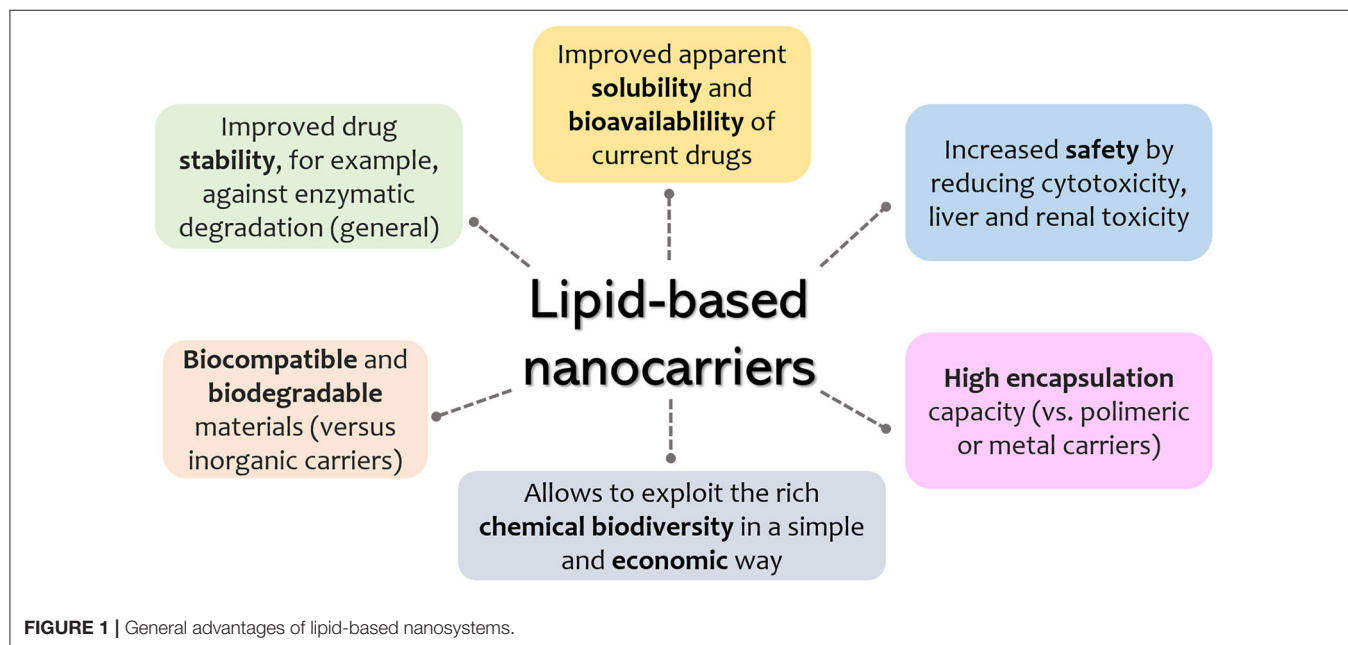 Improved apparent
solubility and
bioavailablility of
current drugs
Improved drug
stability, for example,
against enzymatic
degradation (general)
Increased safety by
reducing cytotoxicity,
liver and renal toxicity
Lipid-based
nanocarriers
Biocompatible and
biodegradable
materials (versus
inorganic carriers)
High encapsulation
capacity (vs. polimeric
or metal carriers)
Allows to exploit the rich
chemical biodiversity in a simple
and economic way
FIGURE 1 | General advantages of lipid-based nanosystems.